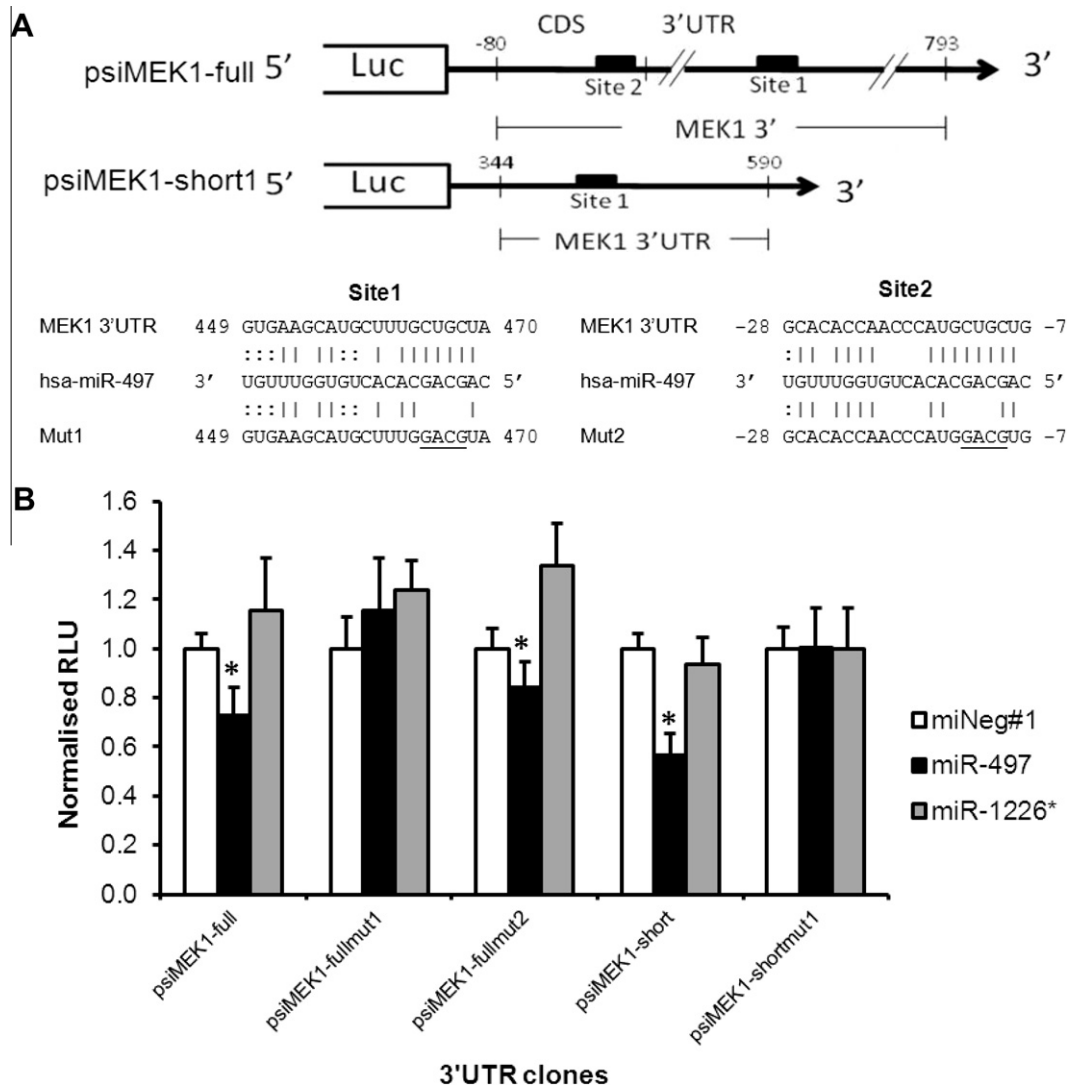 A
CDS 3'UTR
-80 793
psiMEK1-full 5' Luc 3'
Site 2 Site 1
MEK1 3'
344 590
psiMEK1-short1 5' Luc 3'
Site 1
MEK1 3'UTR
Site1 Site2
MEK1 3'UTR 449 GUGAAGCAUGCUUUGCUGCUA 470 MEK1 3'UTR -28 GCACACCAACCCAUGCUGCUG -7
:::|| ||:: | ||||||| :|| |||| ||||||||
hsa-miR-497 3' UGUUUGGUGUCACACGACGAC 5' hsa-miR-497 3' UGUUUGGUGUCACACGACGAC 5'
:::|| ||:: | || | :|| |||| || ||
Mut1 449 GUGAAGCAUGCUUUGGACGUA 470 Mut2 -28 GCACACCAACCCAUGGACGUG -7
B
1.6
1.4
1.2
1.0
0.8
0.6
0.4
0.2
0.0
Normalised RLU
* * *
miNeg#1
miR-497
miR-1226*
psiMEK1-full
psiMEK1-fullmut1
psiMEK1-fullmut2
psiMEK1-short
psiMEK1-shortmut1
3'UTR clones